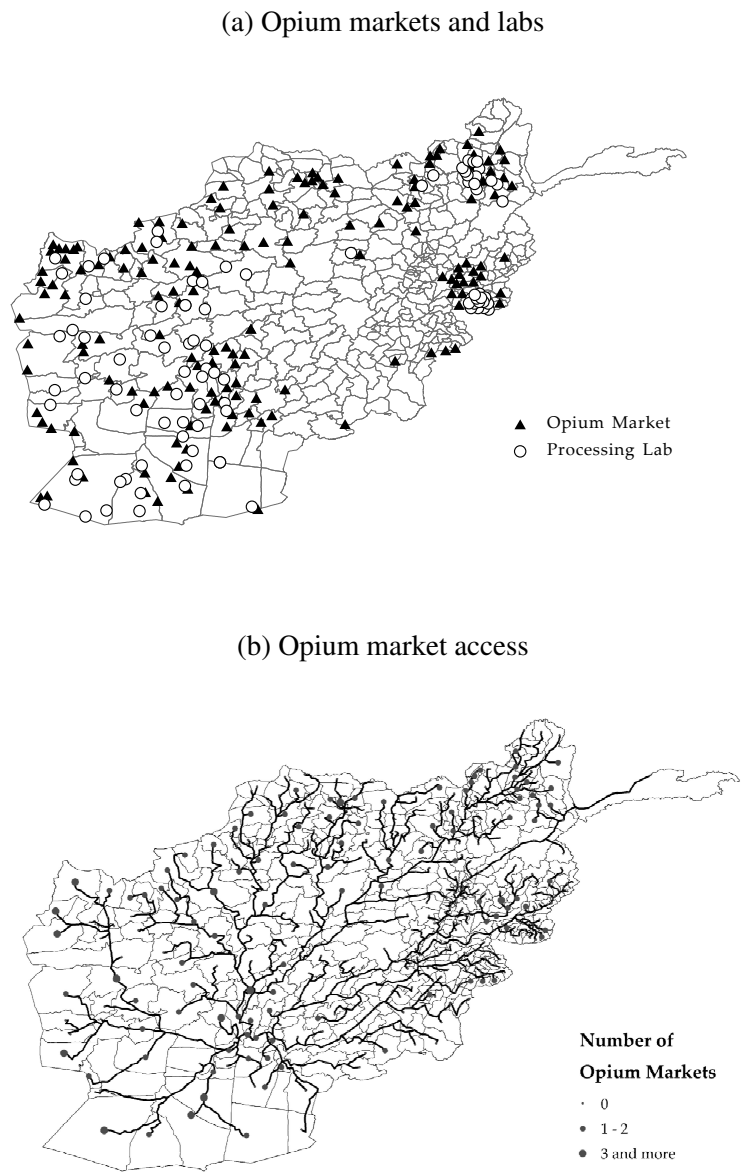 (a) Opium markets and labs
Opium Market
Processing Lab
(b) Opium market access
Number of
Opium Markets
0
1 - 2
3 and more